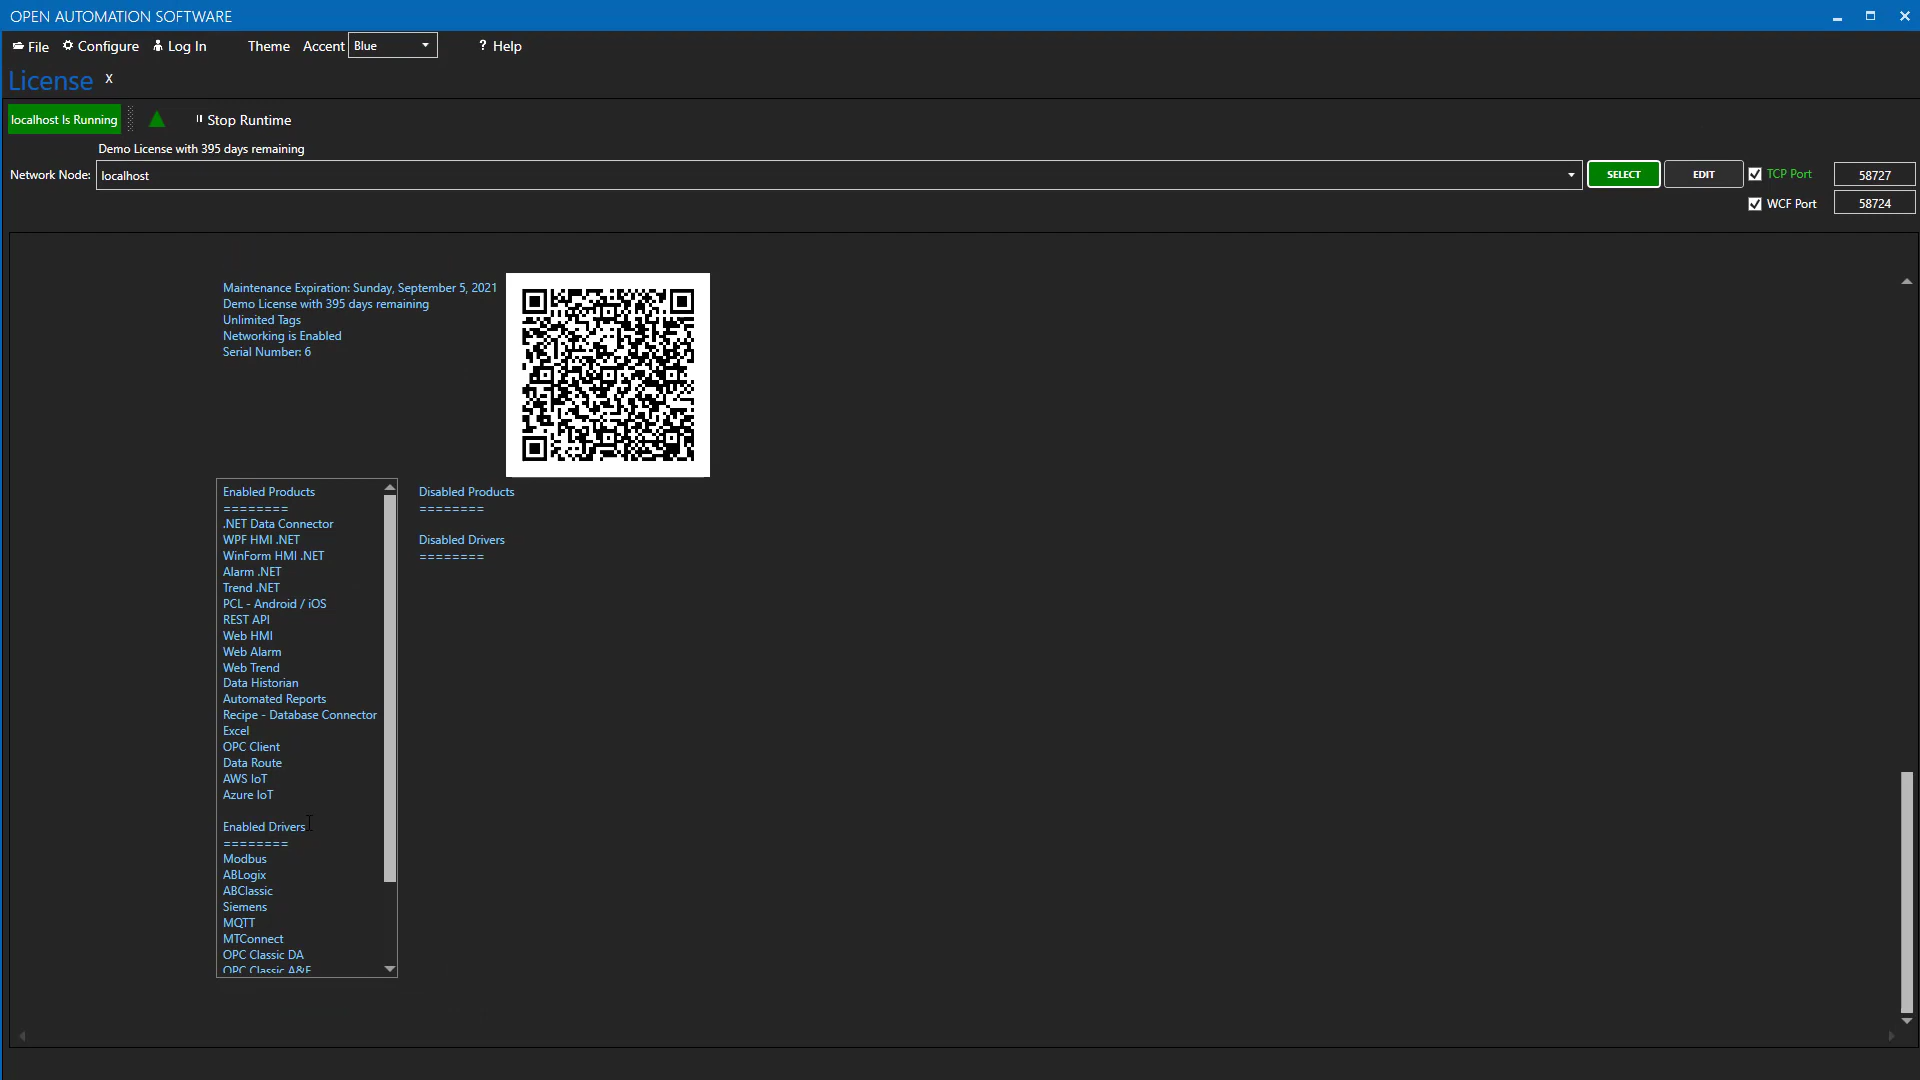 OPEN AUTOMATION SOFTWARE
File Configure Log In Theme Accent Blue ? Help
License X
localhost Is Running Stop Runtime
Demo License with 395 days remaining
Network Node: localhost SELECT EDIT TCP Port 58727
WCF Port 58724
Maintenance Expiration: Sunday, September 5, 2021
Demo License with 395 days remaining
Unlimited Tags
Networking is Enabled
Serial Number: 6
Enabled Products
========
.NET Data Connector
WPF HMI .NET
WinForm HMI .NET
Alarm .NET
Trend .NET
PCL - Android / iOS
REST API
Web HMI
Web Alarm
Web Trend
Data Historian
Automated Reports
Recipe - Database Connector
Excel
OPC Client
Data Route
AWS IoT
Azure IoT
Enabled Drivers
========
Modbus
ABLogix
ABClassic
Siemens
MQTT
MTConnect
OPC Classic DA
OPC Classic A&E
Disabled Products
========
Disabled Drivers
========